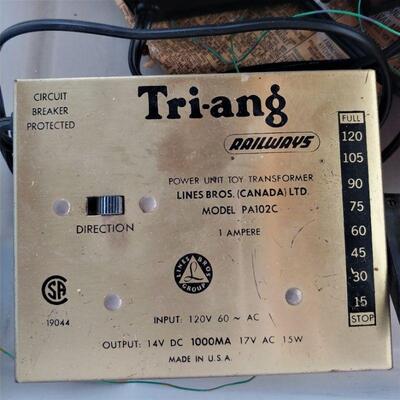 CIRCUIT
BREAKER
PROTECTED
Tri-ang
RAILWAYS
POWER UNIT TOY TRANSFORMER
LINES BROS. (CANADA) LTD.
MODEL PA102C
1 AMPERE
DIRECTION
LINES BROS
GROUP
SA
19044
INPUT: 120V 60 ~ AC
OUTPUT: 14V DC 1000MA 17V AC 15W
MADE IN U.S.A.
FULL
120
105
90
75
60
45
30
15
STOP